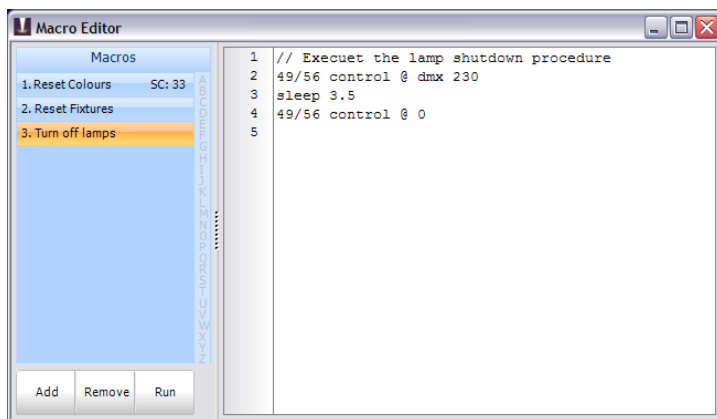 Macro Editor
Macros
1. Reset Colours SC: 33
2. Reset Fixtures
3. Turn off lamps
A
B
C
D
E
F
G
H
I
J
K
L
M
N
O
P
Q
R
S
T
U
V
W
X
Y
Z
Add Remove Run
1 // Execuet the lamp shutdown procedure
2 49/56 control @ dmx 230
3 sleep 3.5
4 49/56 control @ 0
5